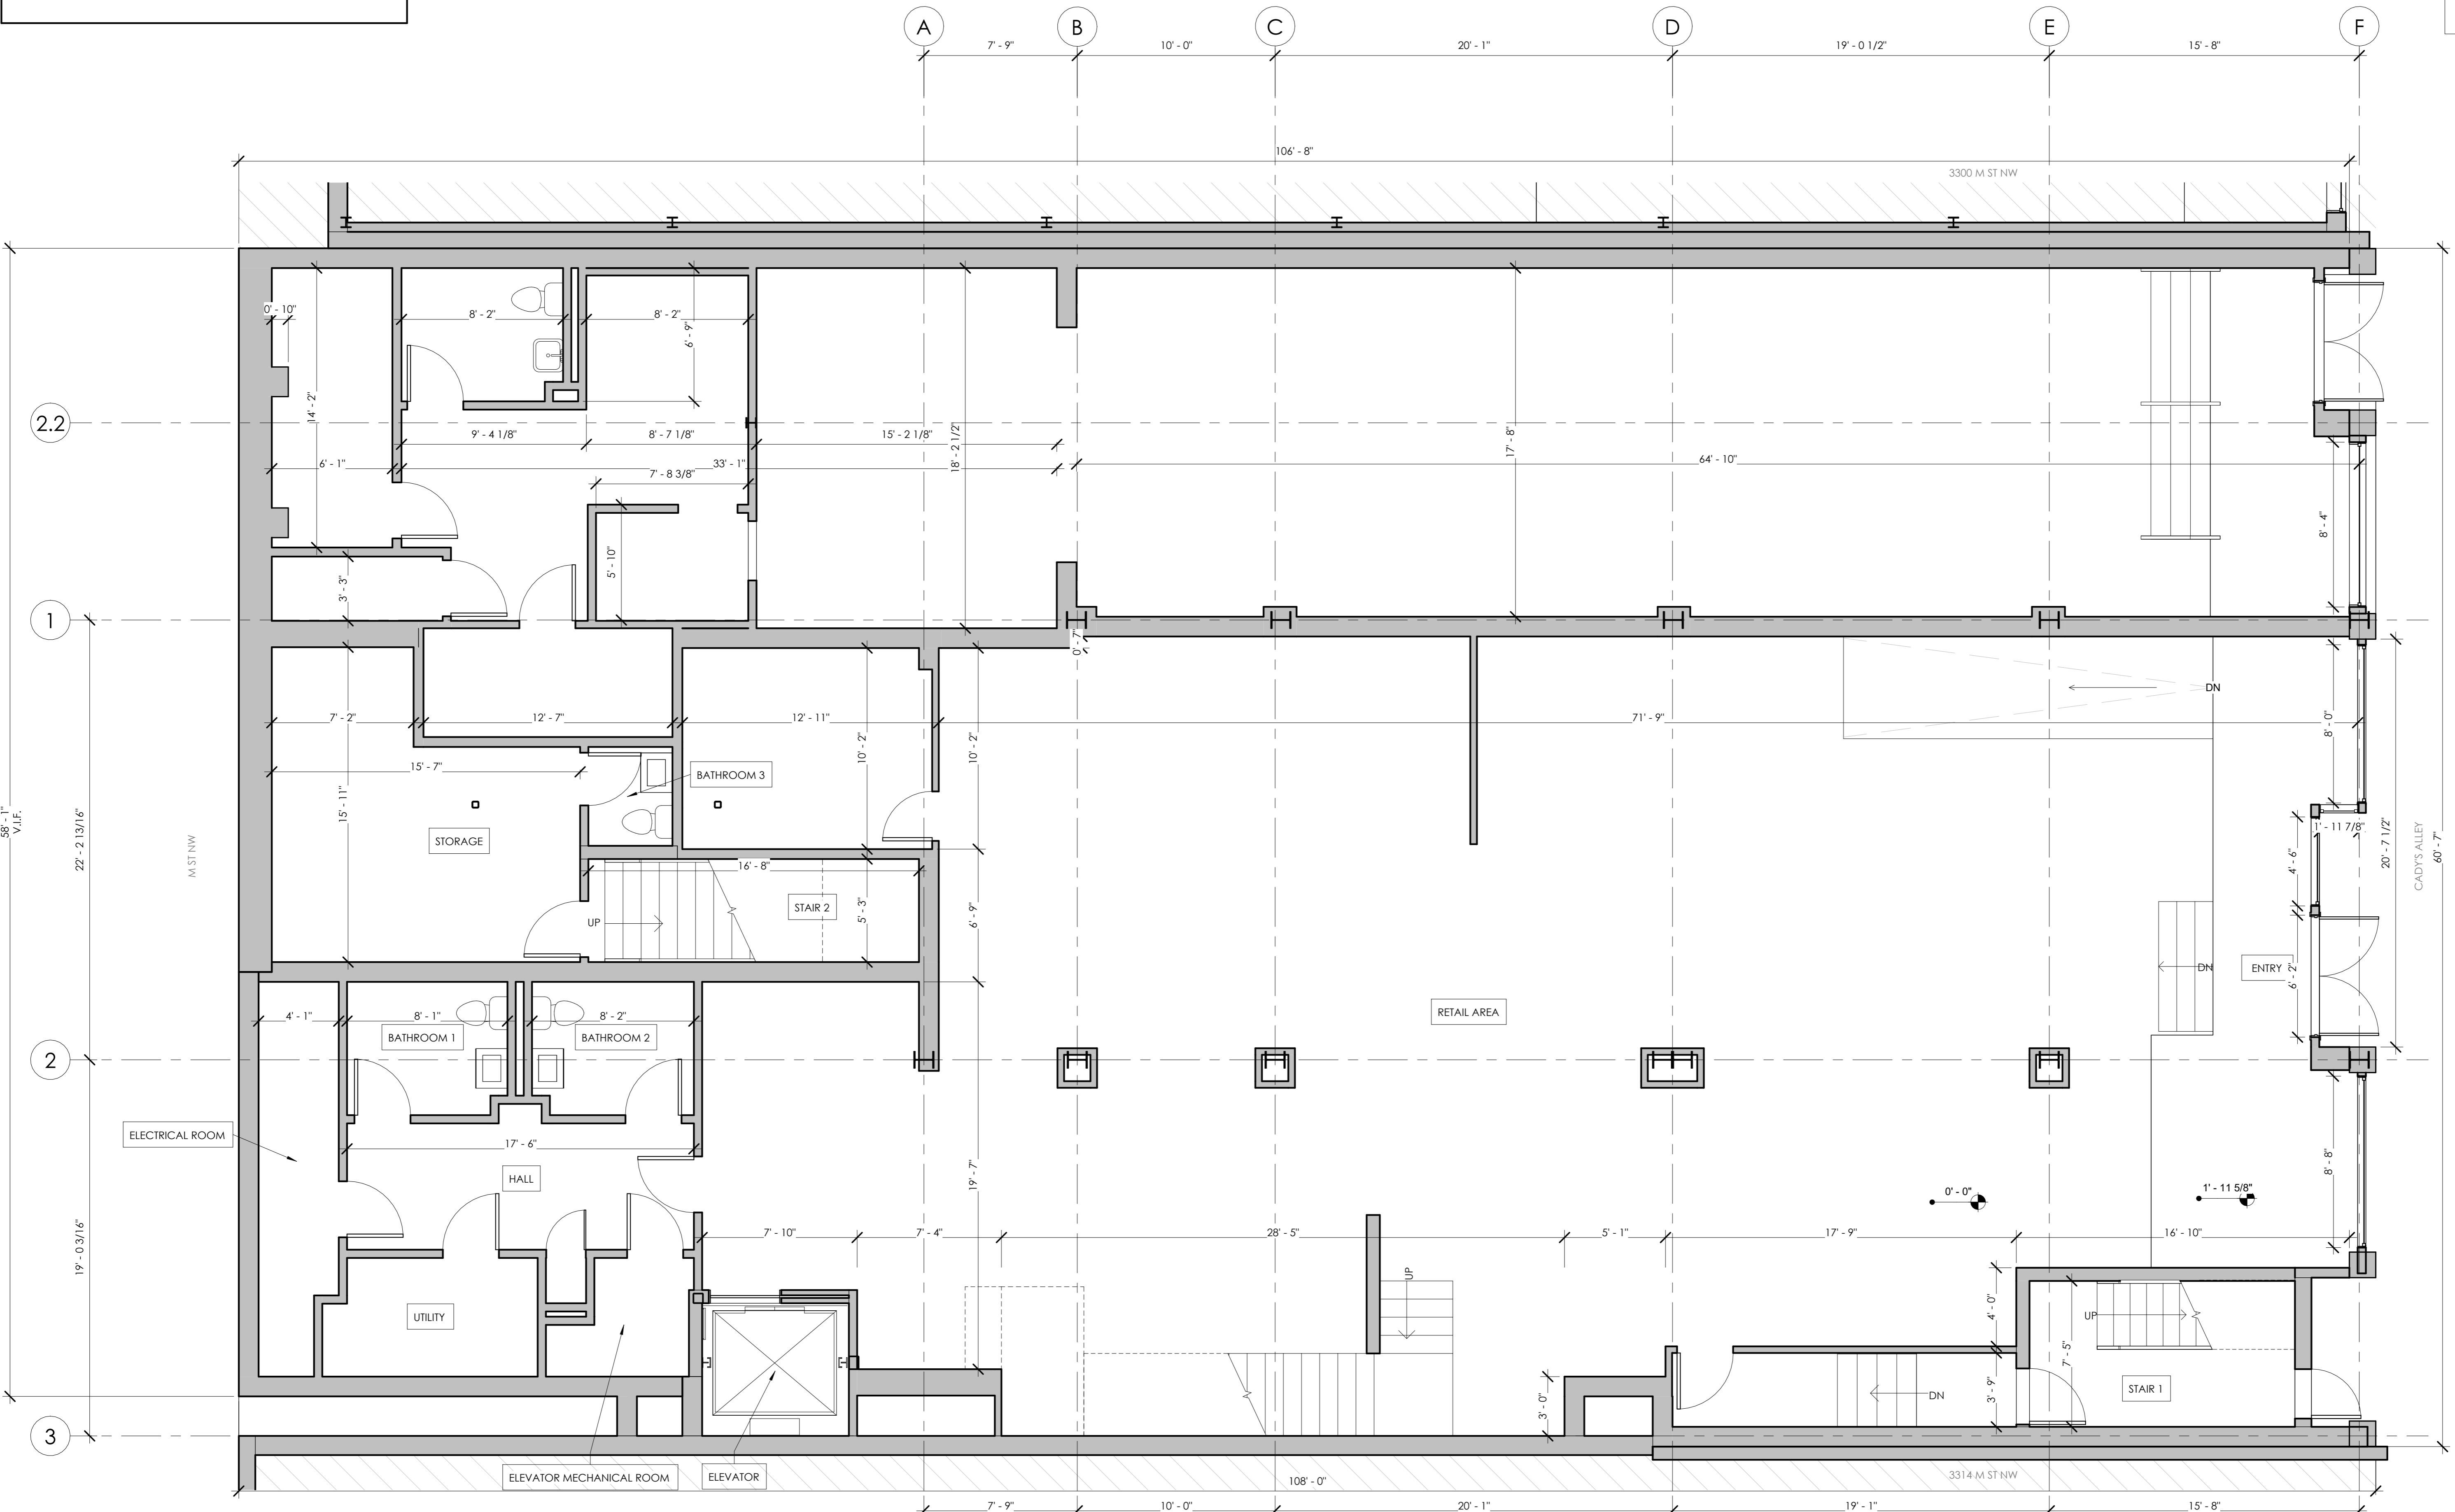 A
B
C
D
E
F
7' - 9"
10' - 0"
20' - 1"
19' - 0 1/2"
15' - 8"
106' - 8"
3300 M ST NW
0' - 10"
8' - 2"
8' - 2"
6' - 9"
14' - 2"
2.2
9' - 4 1/8"
8' - 7 1/8"
15' - 2 1/8"
18' - 2 1/2"
17' - 8"
6' - 1"
33' - 1"
64' - 10"
7' - 8 3/8"
8' - 4"
5' - 10"
3' - 3"
1
0' - 7"
DN
7' - 2"
12' - 7"
12' - 11"
71' - 9"
8' - 0"
10' - 2"
10' - 2"
15' - 7"
BATHROOM 3
15' - 11"
58' - 1"
V.I.F.
22' - 2 13/16"
M ST NW
STORAGE
1' - 11 7/8"
20' - 7 1/2"
CADY'S ALLEY
60' - 7"
4' - 6"
16' - 8"
STAIR 2
5' - 3"
6' - 9"
UP
DN
ENTRY
6' - 2"
RETAIL AREA
4' - 1"
8' - 1"
8' - 2"
BATHROOM 1
BATHROOM 2
2
ELECTRICAL ROOM
17' - 6"
HALL
19' - 7"
8' - 8"
0' - 0"
1' - 11 5/8"
19' - 0 3/16"
7' - 10"
7' - 4"
28' - 5"
5' - 1"
17' - 9"
16' - 10"
UP
4' - 0"
UTILITY
UP
7' - 5"
STAIR 1
3' - 9"
DN
3' - 0"
3
ELEVATOR MECHANICAL ROOM
ELEVATOR
108' - 0"
3314 M ST NW
7' - 9"
10' - 0"
20' - 1"
19' - 1"
15' - 8"